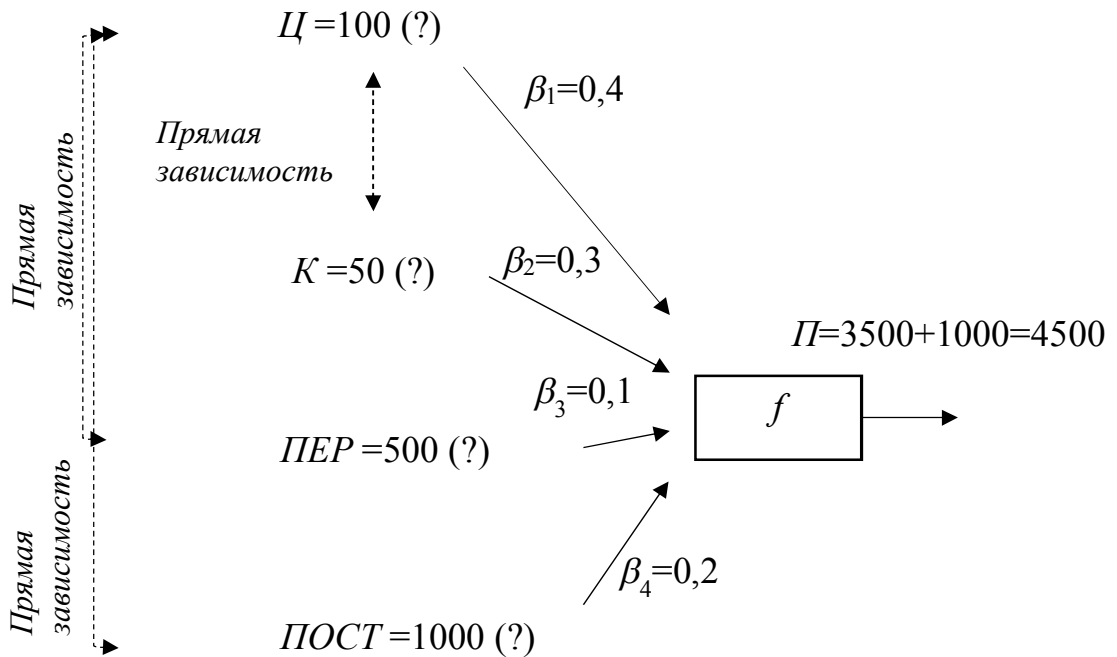 Ц =100 (?)
β1=0,4
Прямая
зависимость
Прямая
зависимость
К =50 (?)
β2=0,3
П=3500+1000=4500
β3=0,1
f
ПЕР =500 (?)
Прямая
зависимость
β4=0,2
ПОСТ =1000 (?)